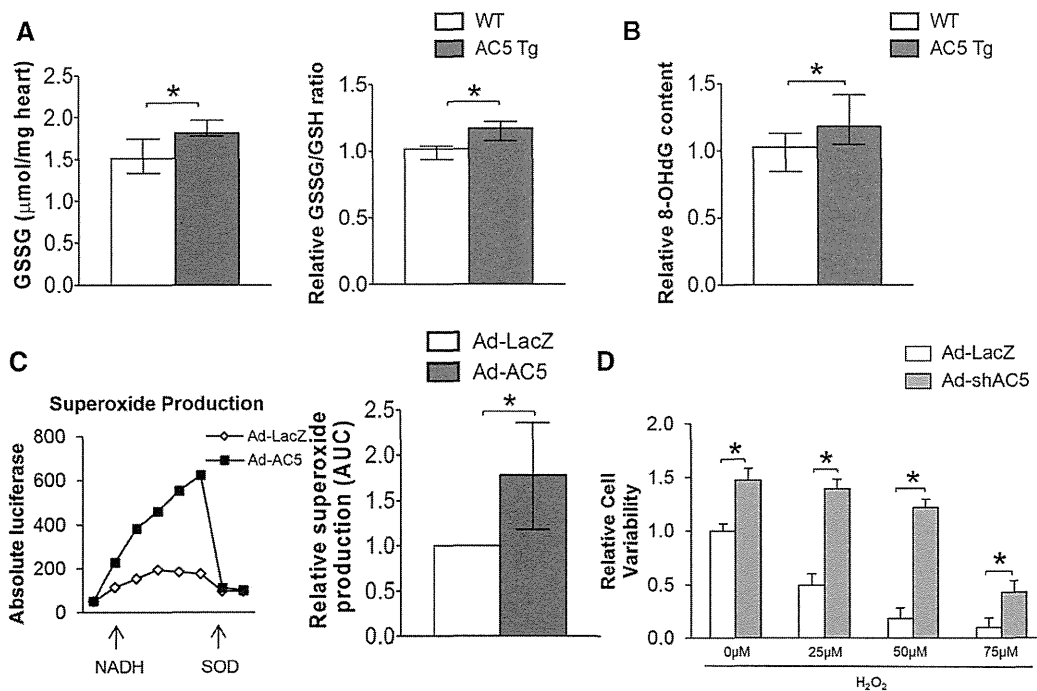 A
WT
AC5 Tg
GSSG (µmol/mg heart)
2.5
2.0
1.5
1.0
0.5
0.0
*
Relative GSSG/GSH ratio
1.5
1.0
0.5
0.0
*
B
WT
AC5 Tg
Relative 8-OHdG content
1.5
1.0
0.5
0.0
*
C
Superoxide Production
Absolute luciferase
800
600
400
200
0
Ad-LacZ
Ad-AC5
NADH
SOD
Ad-LacZ
Ad-AC5
Relative superoxide
production (AUC)
2.5
2.0
1.5
1.0
0.5
0.0
*
D
Ad-LacZ
Ad-shAC5
Relative Cell
Variability
2.0
1.5
1.0
0.5
0.0
*
*
*
*
0µM
25µM
50µM
75µM
H₂O₂